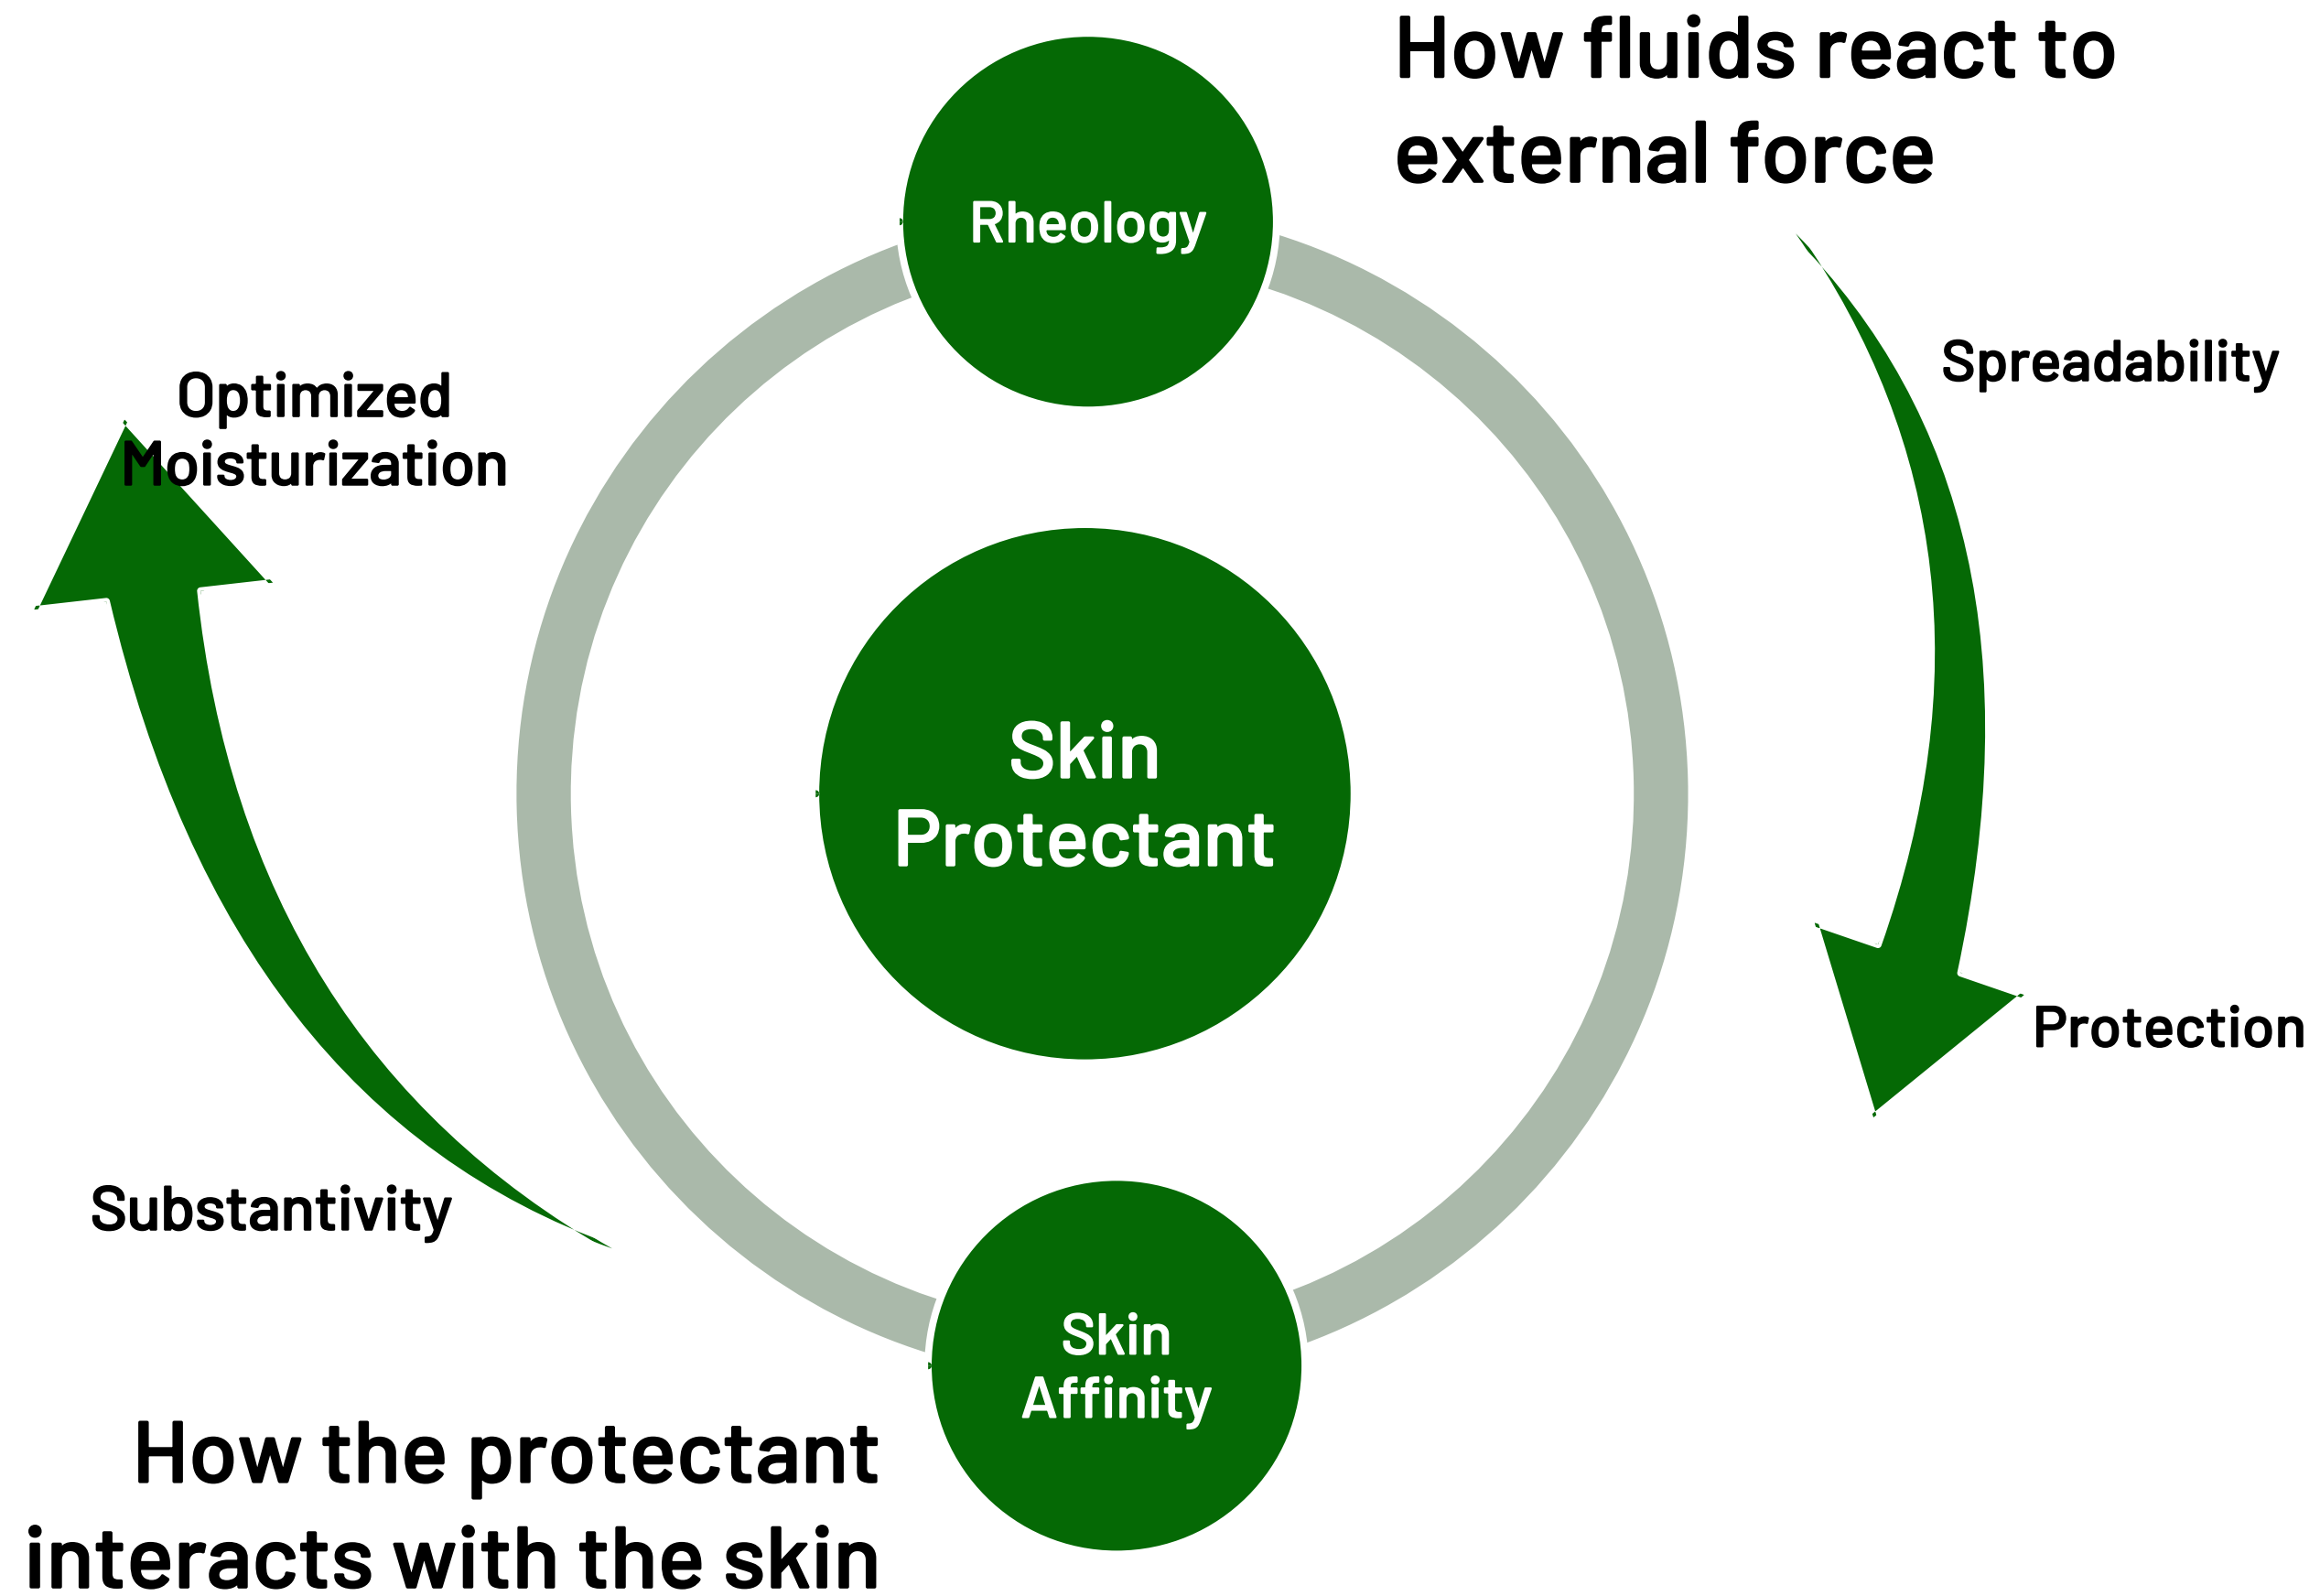 How fluids react to
external force
Rheology
Spreadability
Optimized
Moisturization
Skin
Protectant
Protection
Substantivity
Skin
Affinity
How the protectant
interacts with the skin